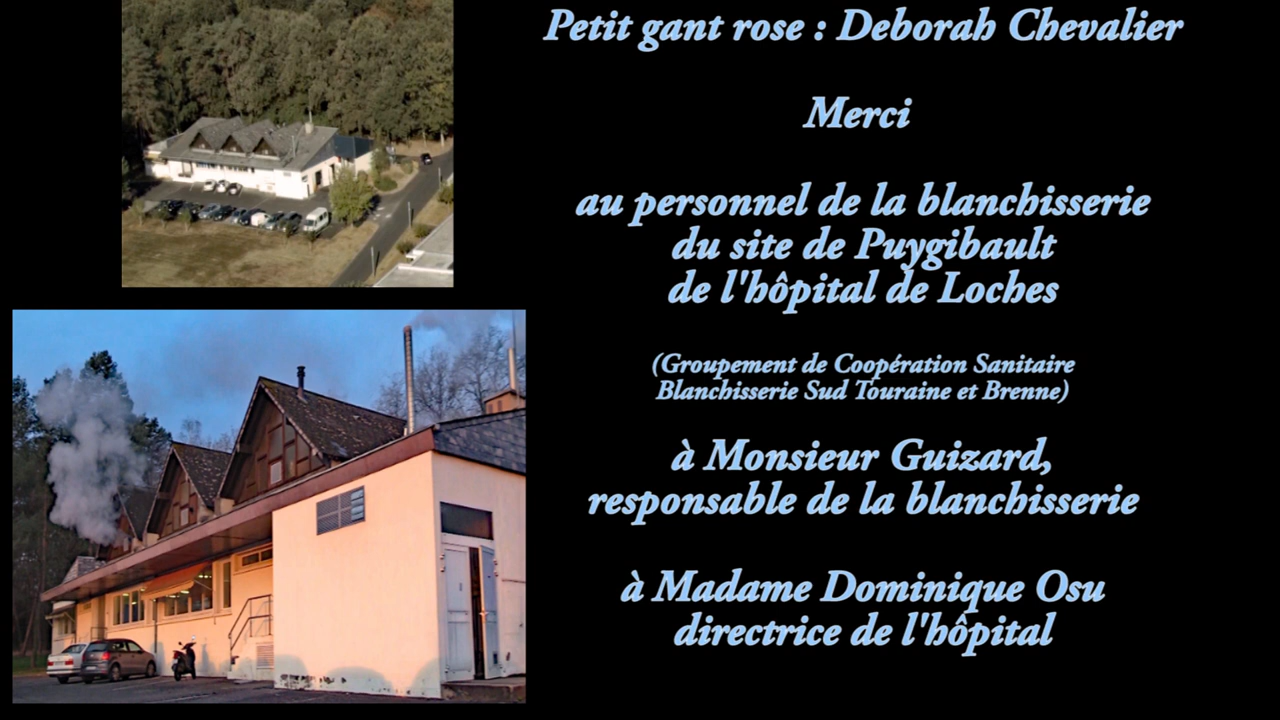 Petit gant rose : Deborah Chevalier
Merci
au personnel de la blanchisserie
du site de Puygibault
de l'hôpital de Loches
(Groupement de Coopération Sanitaire
Blanchisserie Sud Touraine et Brenne)
à Monsieur Guizard,
responsable de la blanchisserie
à Madame Dominique Osu
directrice de l'hôpital